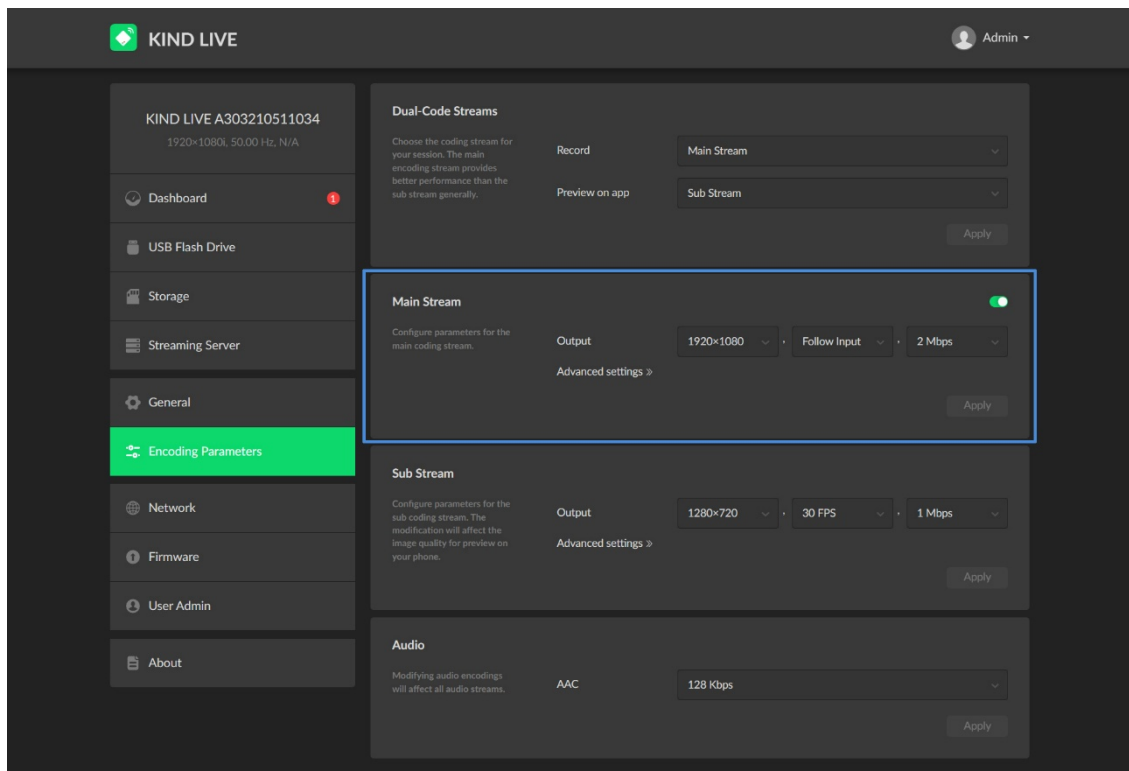 KIND LIVE
Admin
KIND LIVE A303210511034
1920×1080i, 50.00 Hz, N/A
Dashboard 1
USB Flash Drive
Storage
Streaming Server
General
Encoding Parameters
Network
Firmware
User Admin
About
Dual-Code Streams
Choose the coding stream for
your session. The main
encoding stream provides
better performance than the
sub stream generally.
Record Main Stream
Preview on app Sub Stream
Apply
Main Stream
Configure parameters for the
main coding stream.
Output 1920×1080 , Follow Input , 2 Mbps
Advanced settings »
Apply
Sub Stream
Configure parameters for the
sub coding stream. The
modification will affect the
image quality for preview on
your phone.
Output 1280×720 , 30 FPS , 1 Mbps
Advanced settings »
Apply
Audio
Modifying audio encodings
will affect all audio streams.
AAC 128 Kbps
Apply